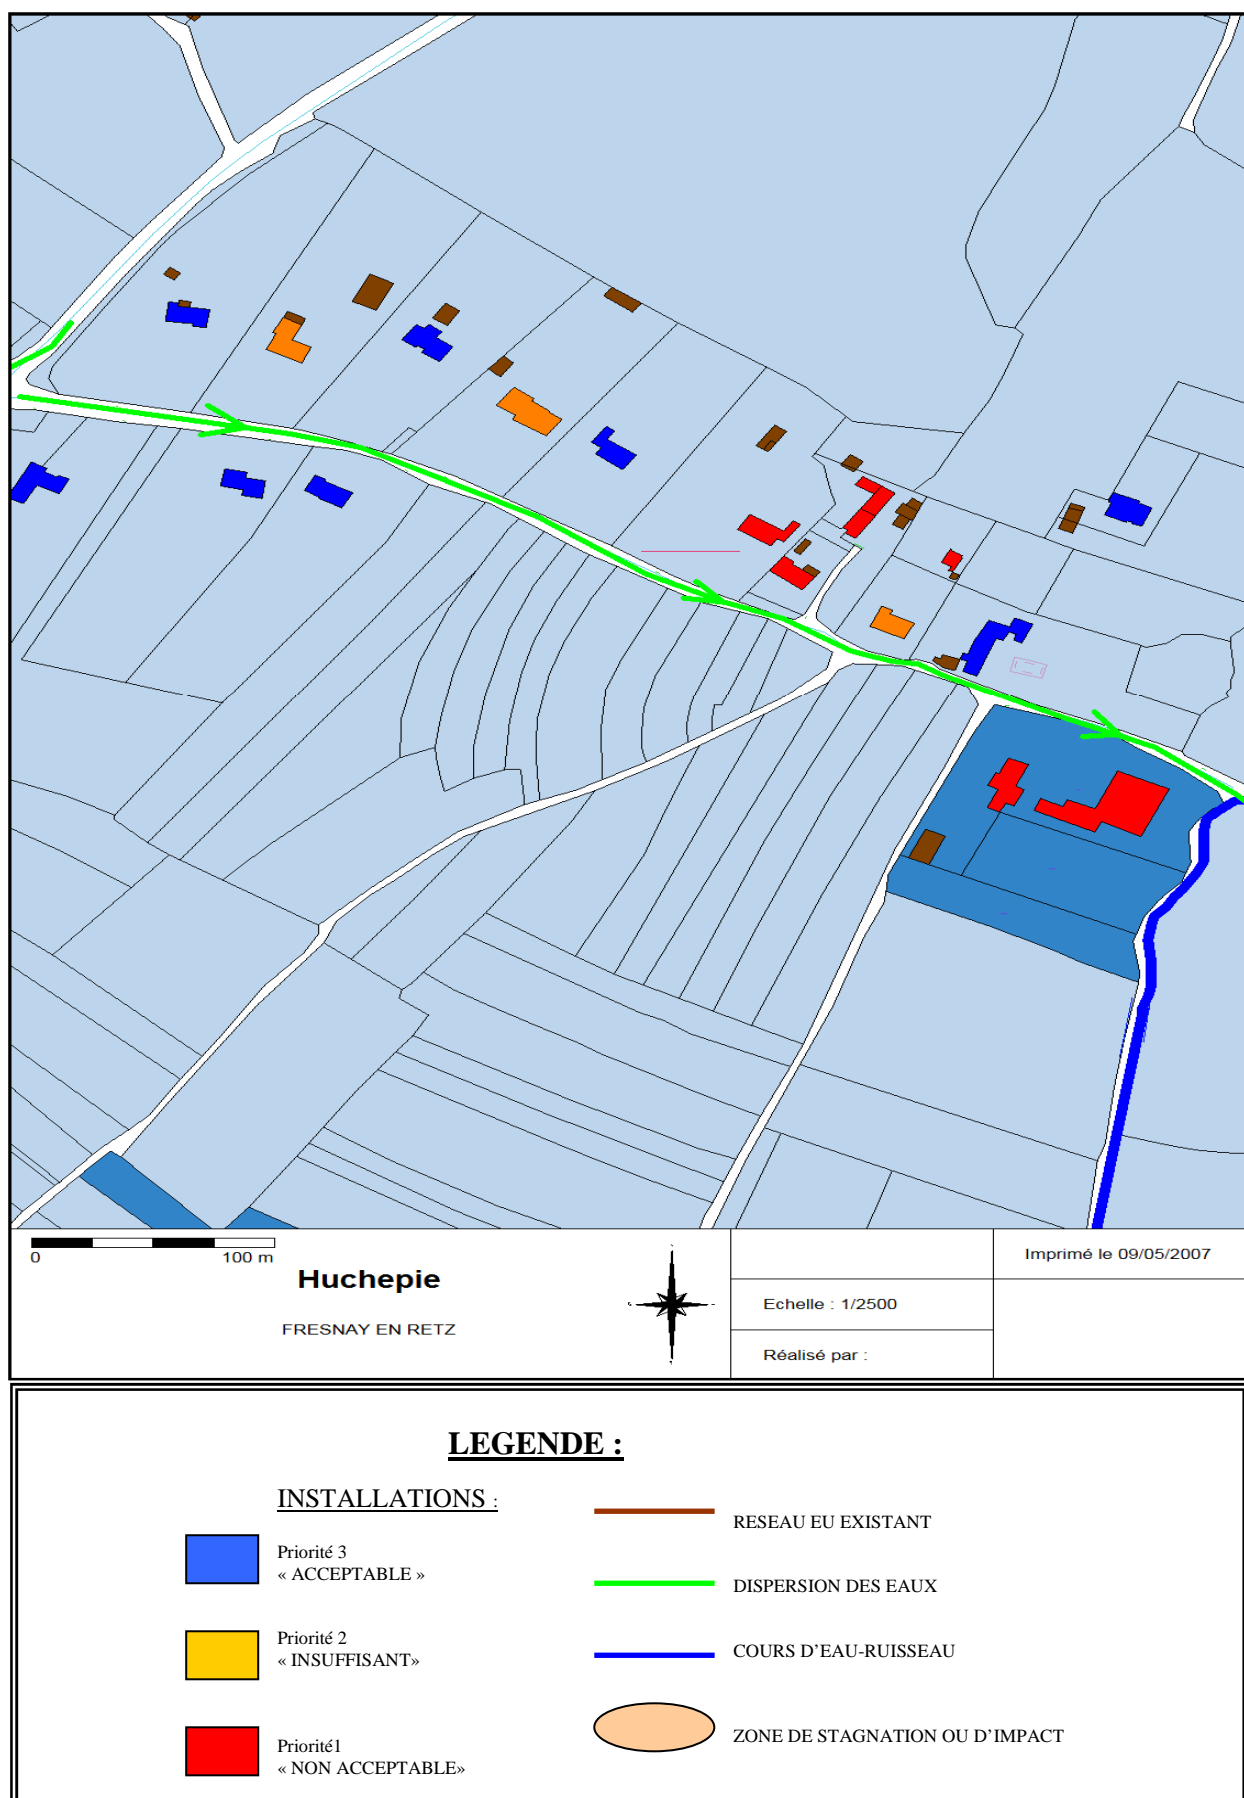 0
100 m
Huchepie
FRESNAY EN RETZ
Imprimé le 09/05/2007
Echelle : 1/2500
Réalisé par :
LEGENDE :
INSTALLATIONS :
Priorité 3
« ACCEPTABLE »
Priorité 2
« INSUFFISANT»
Priorité1
« NON ACCEPTABLE»
RESEAU EU EXISTANT
DISPERSION DES EAUX
COURS D'EAU-RUISSEAU
ZONE DE STAGNATION OU D'IMPACT